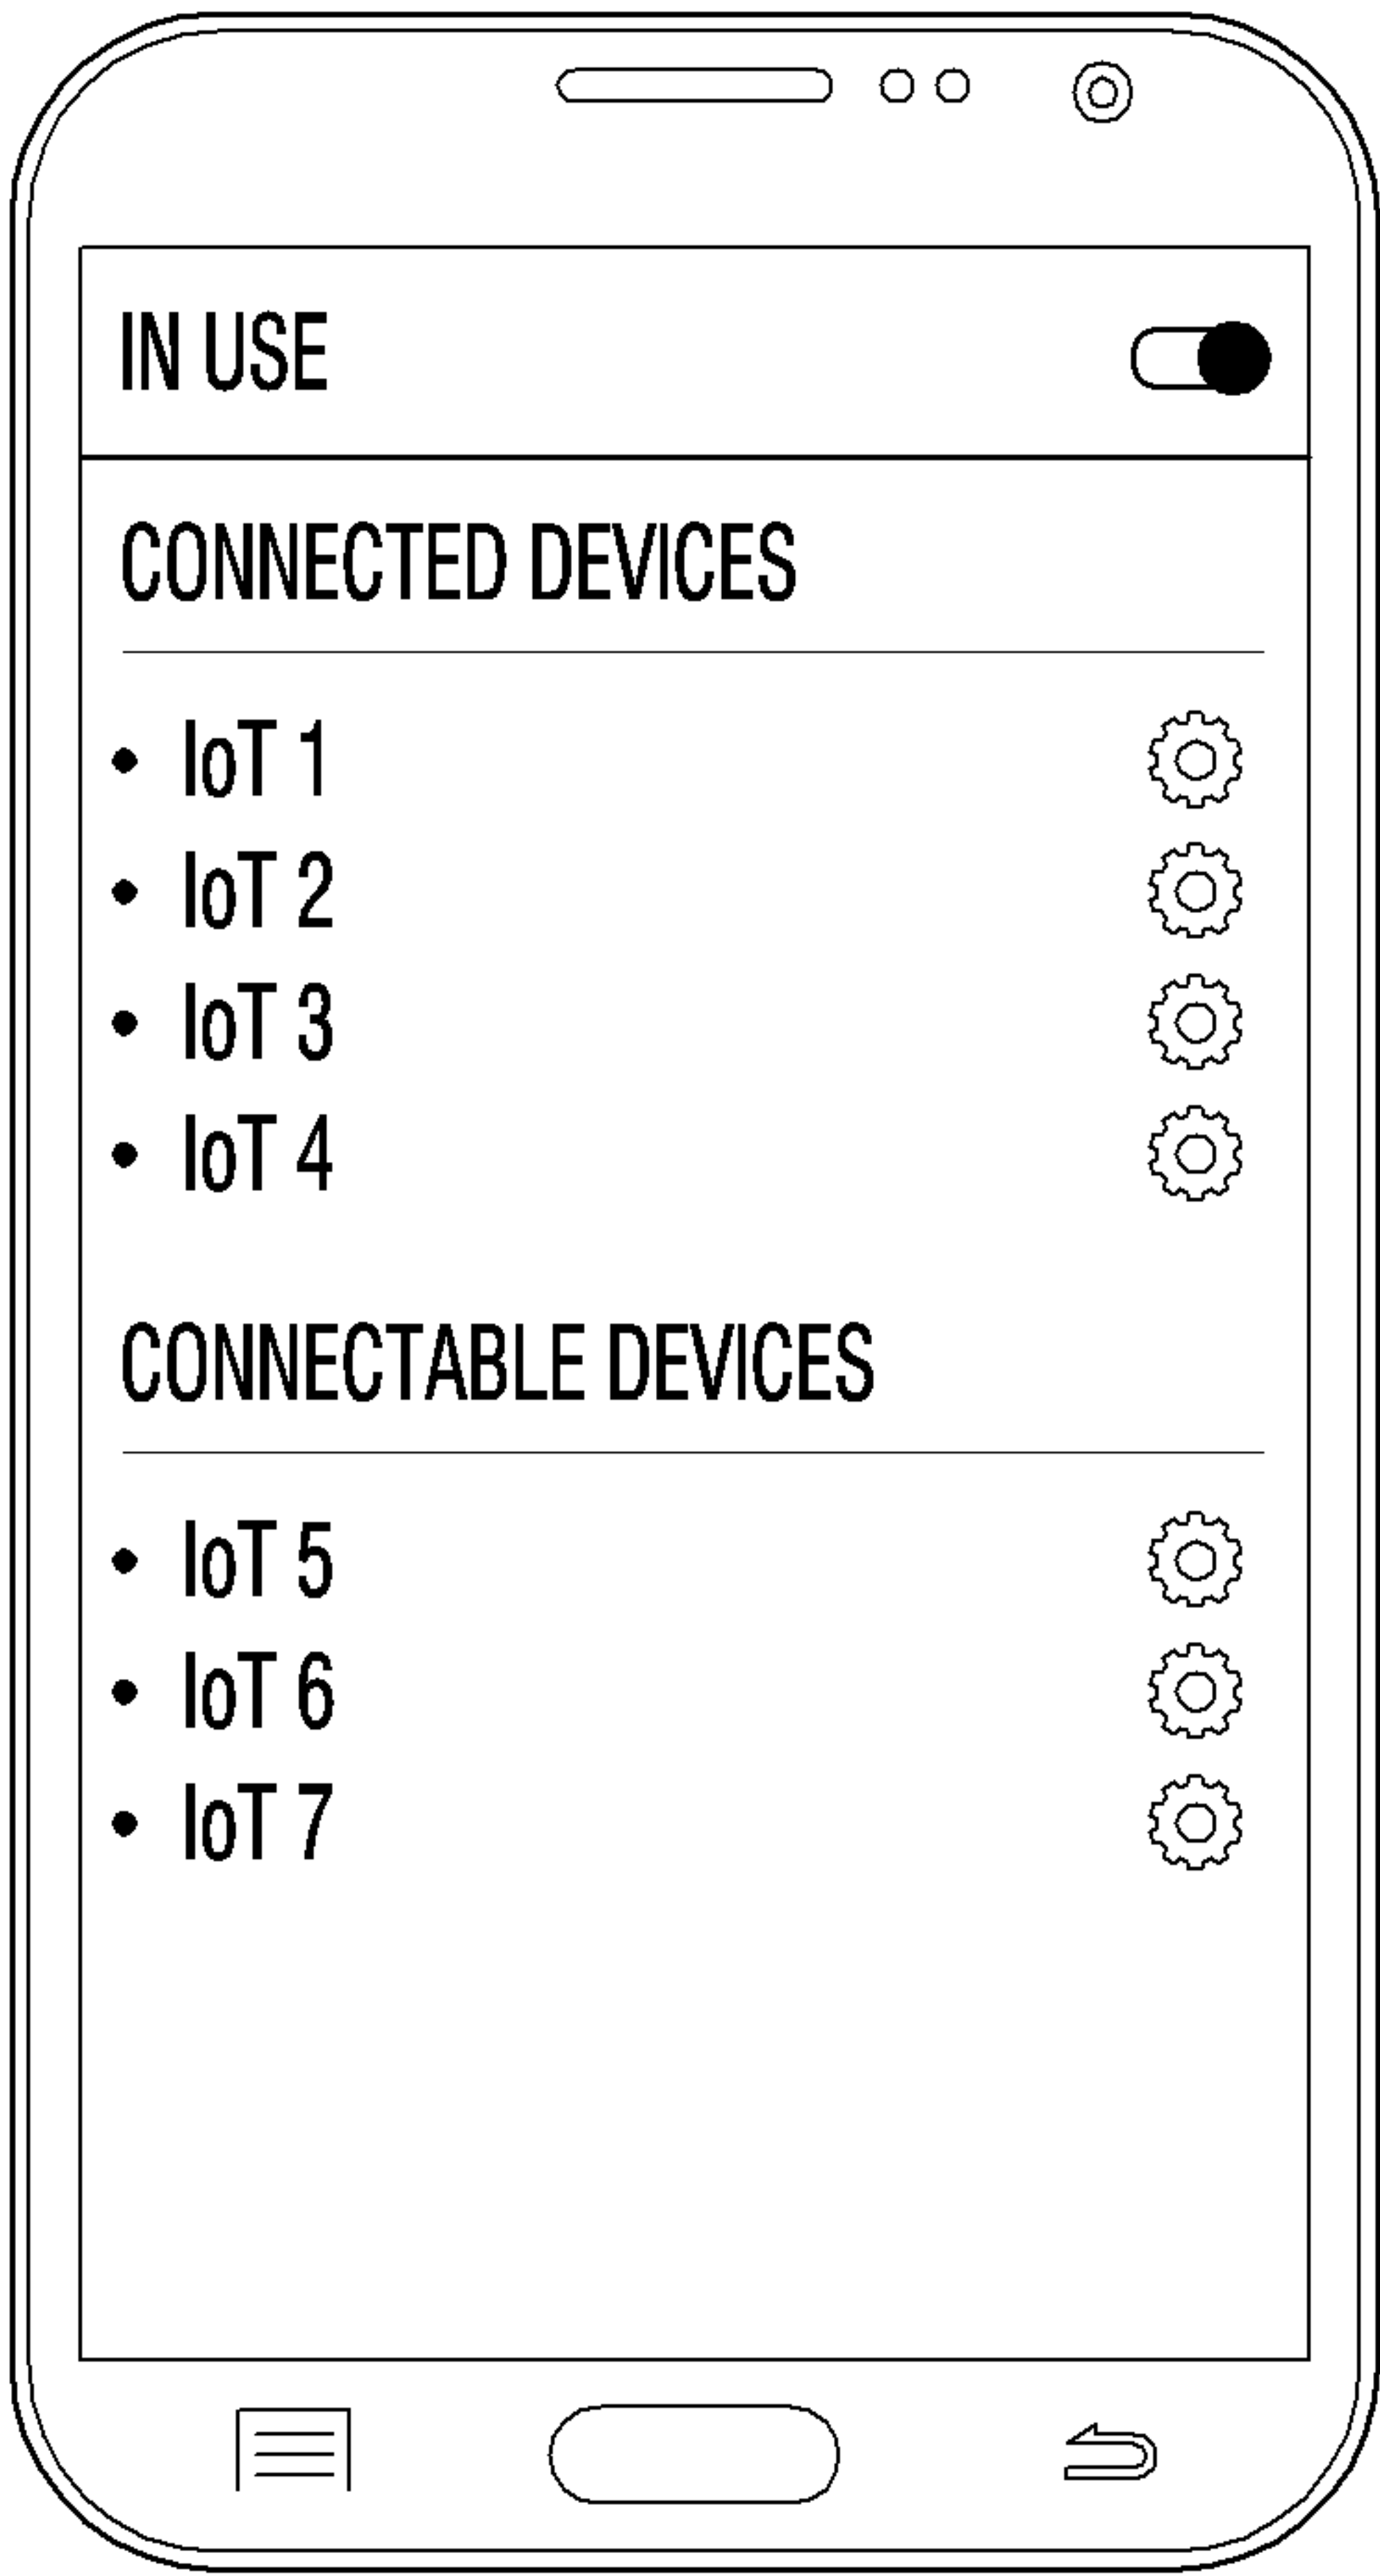 IN USE
CONNECTED DEVICES
• IoT 1
• IoT 2
• IoT 3
• IoT 4
CONNECTABLE DEVICES
• IoT 5
• IoT 6
• IoT 7